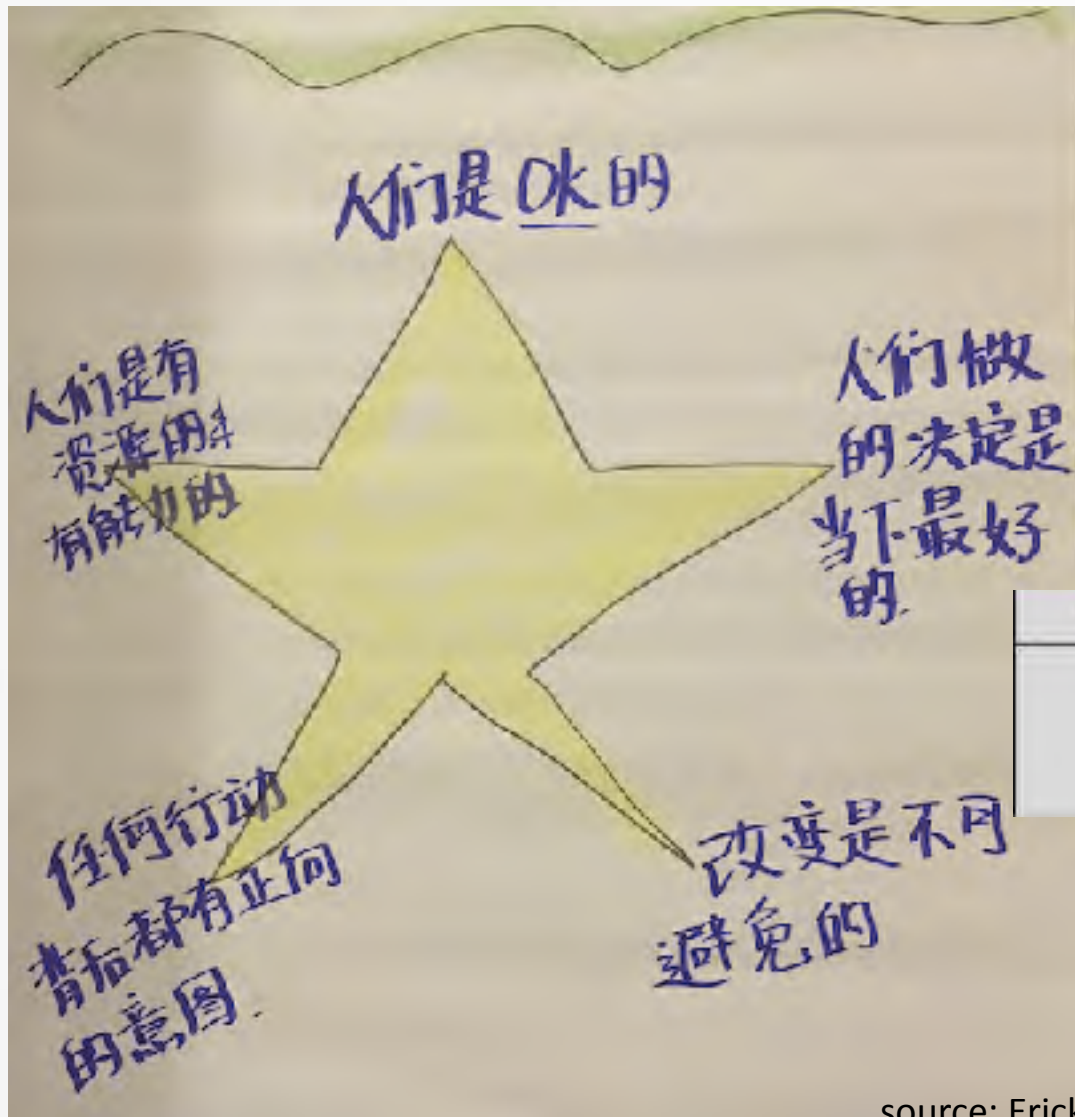 人们是OK的
人们是有
资源的&
有能力的
人们做
的决定是
当下最好
的.
任何行动
背后都有正向
的意图.
改变是不可
避免的
source: